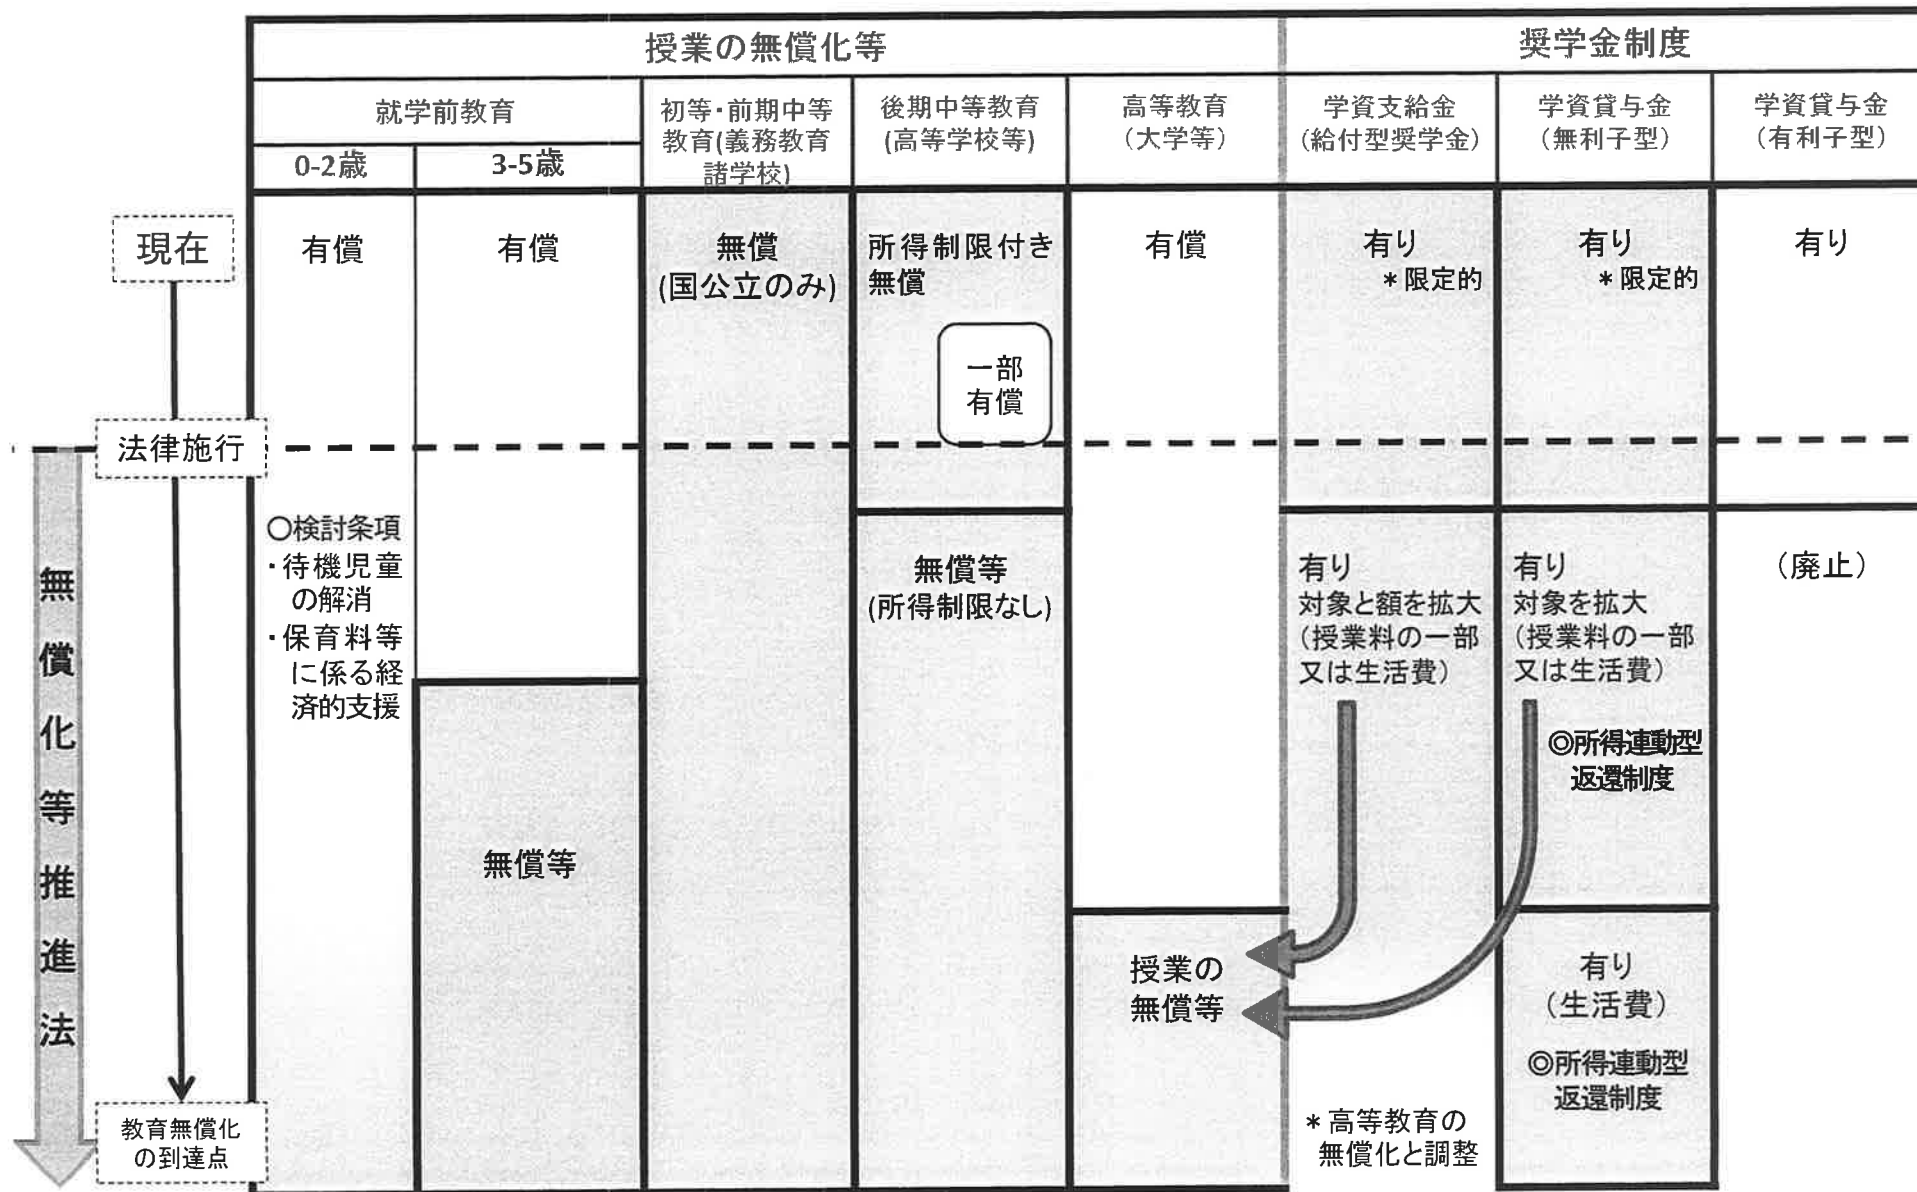 授業の無償化等
奨学金制度
就学前教育
0-2歳
3-5歳
初等・前期中等
教育(義務教育
諸学校)
後期中等教育
(高等学校等)
高等教育
(大学等)
学資支給金
(給付型奨学金)
学資貸与金
(無利子型)
学資貸与金
(有利子型)
現在
有償
有償
無償
(国公立のみ)
所得制限付き
無償
一部
有償
有償
有り
*限定的
有り
*限定的
有り
法律施行
無償化等推進法
○検討条項
・待機児童
の解消
・保育料等
に係る経
済的支援
無償等
無償等
(所得制限なし)
授業の
無償等
有り
対象と額を拡大
(授業料の一部
又は生活費)
有り
対象を拡大
(授業料の一部
又は生活費)
◎所得連動型
返還制度
(廃止)
有り
(生活費)
◎所得連動型
返還制度
*高等教育の
無償化と調整
教育無償化
の到達点